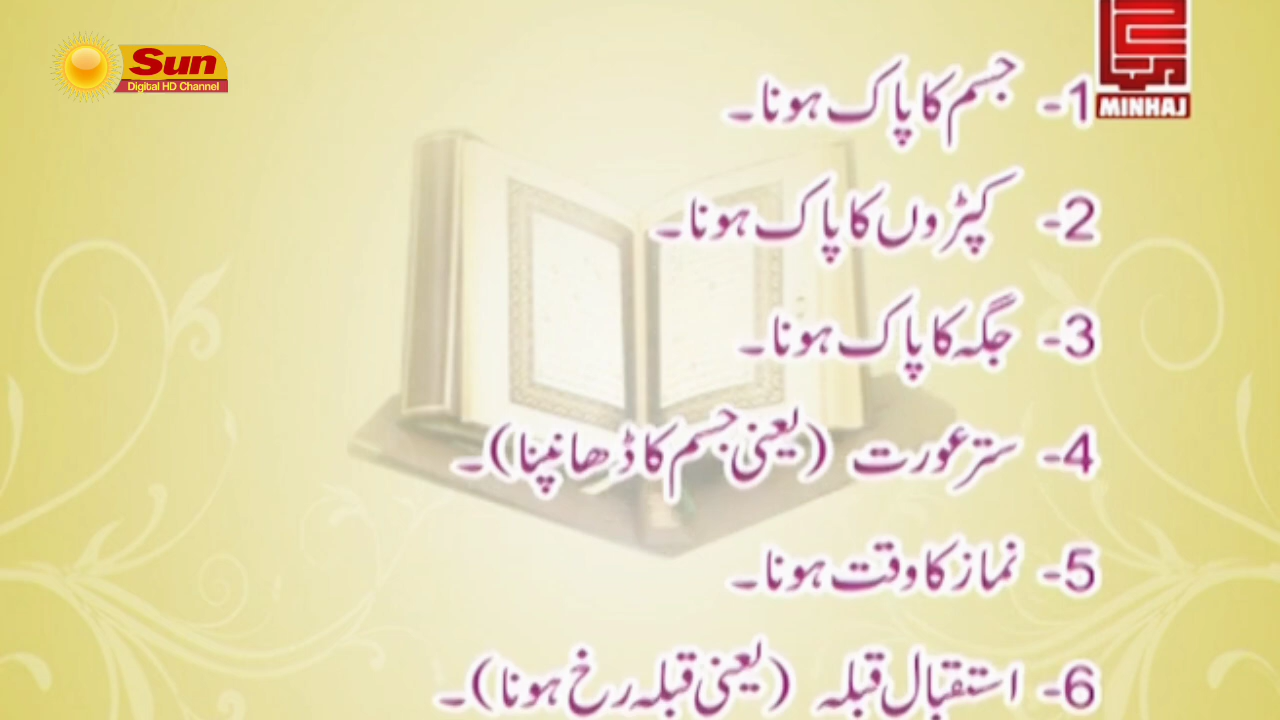 Sun
Digital HD Channel
MINHAJ
1- جسم کا پاک ہونا۔
2- کپڑوں کا پاک ہونا۔
3- جگہ کا پاک ہونا۔
4- ستر عورت (یعنی جسم کا ڈھانپنا)۔
5- نماز کا وقت ہونا۔
6- استقبال قبلہ (یعنی قبلہ رخ ہونا)۔